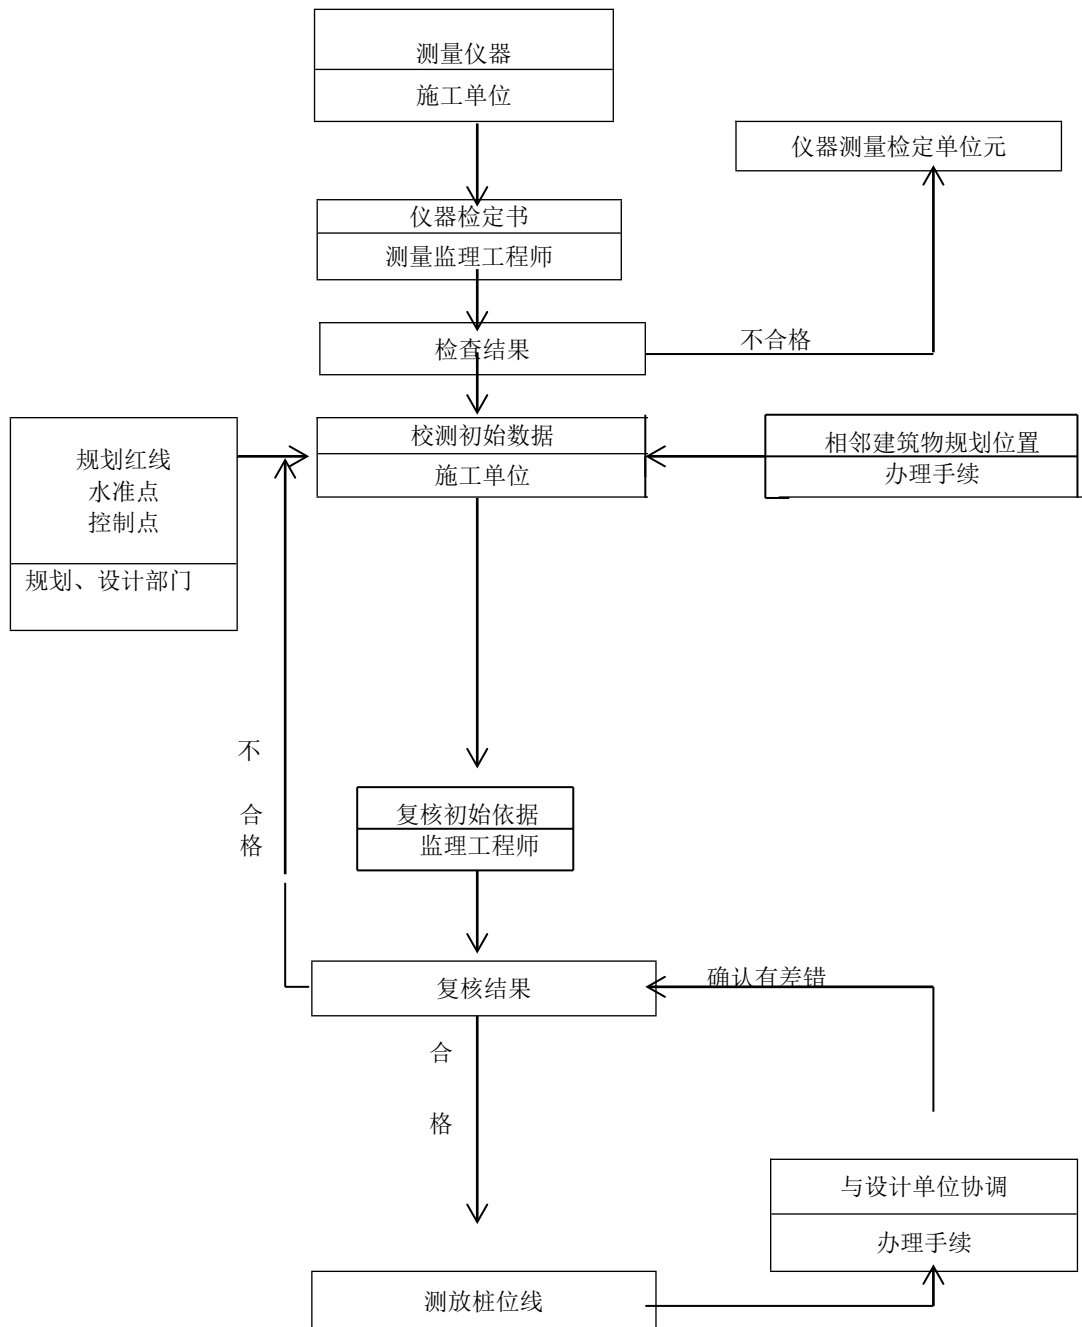 测量仪器
施工单位
仪器测量检定单位元
仪器检定书
测量监理工程师
不合格
检查结果
校测初始数据
施工单位
相邻建筑物规划位置
办理手续
规划红线
水准点
控制点
规划、设计部门
不
合
格
复核初始依据
监理工程师
复核结果
确认有差错
合
格
与设计单位协调
办理手续
测放桩位线